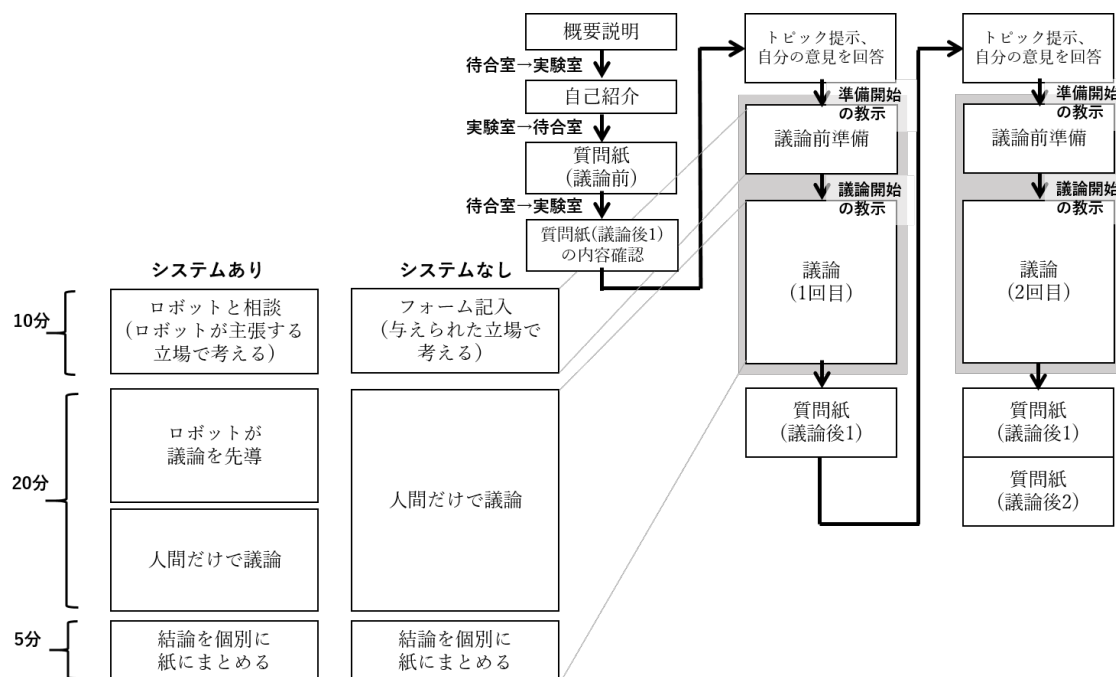 概要説明
待合室→実験室
自己紹介
実験室→待合室
質問紙
(議論前)
待合室→実験室
質問紙(議論後1)
の内容確認
トピック提示、
自分の意見を回答
準備開始
の教示
議論前準備
議論開始
の教示
議論
(1回目)
質問紙
(議論後1)
トピック提示、
自分の意見を回答
準備開始
の教示
議論前準備
議論開始
の教示
議論
(2回目)
質問紙
(議論後1)
質問紙
(議論後2)
システムあり
システムなし
10分
ロボットと相談
(ロボットが主張する
立場で考える)
フォーム記入
(与えられた立場で
考える)
20分
ロボットが
議論を先導
人間だけで議論
人間だけで議論
5分
結論を個別に
紙にまとめる
結論を個別に
紙にまとめる